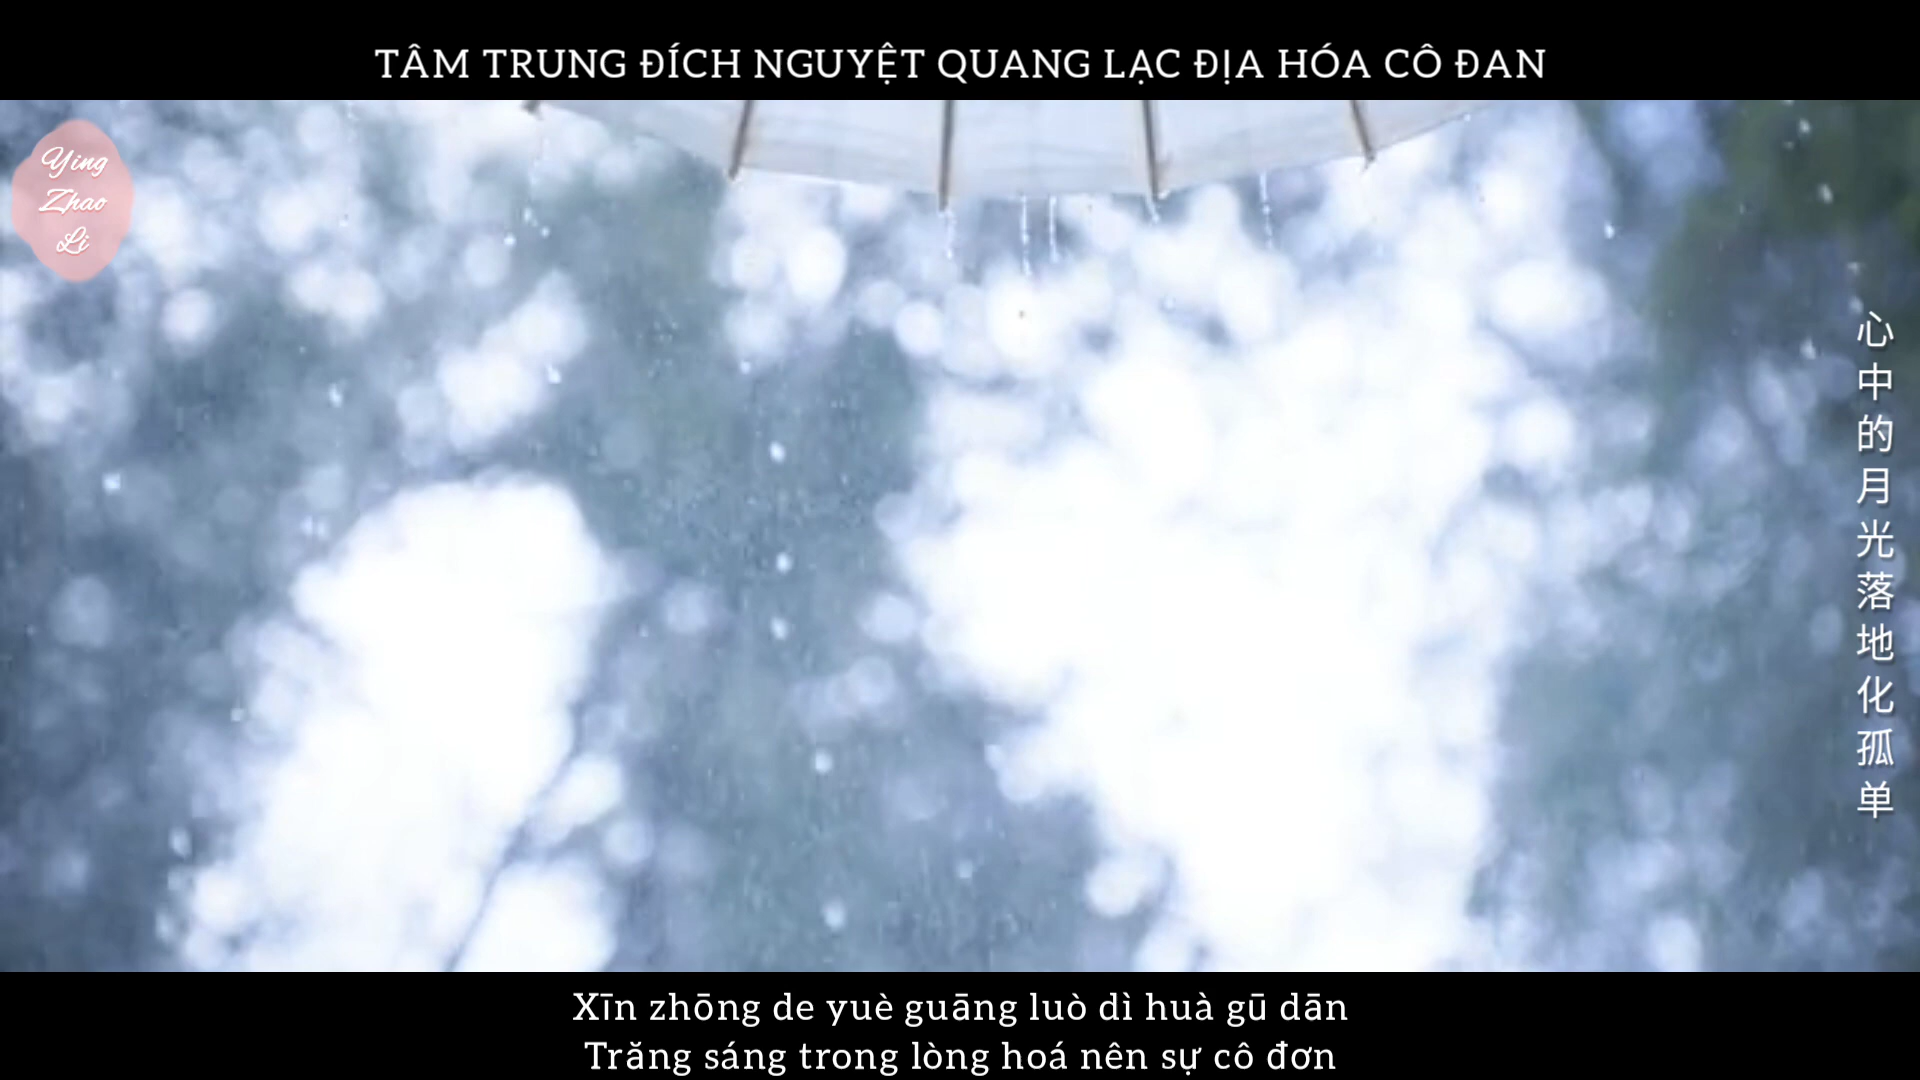 TÂM TRUNG ĐÍCH NGUYỆT QUANG LẠC ĐỊA HÓA CÔ ĐAN
Ying
Zhao
Li
心中的月光落地化孤单
Xīn zhōng de yuè guāng luò dì huà gū dān
Trăng sáng trong lòng hoá nên sự cô đơn